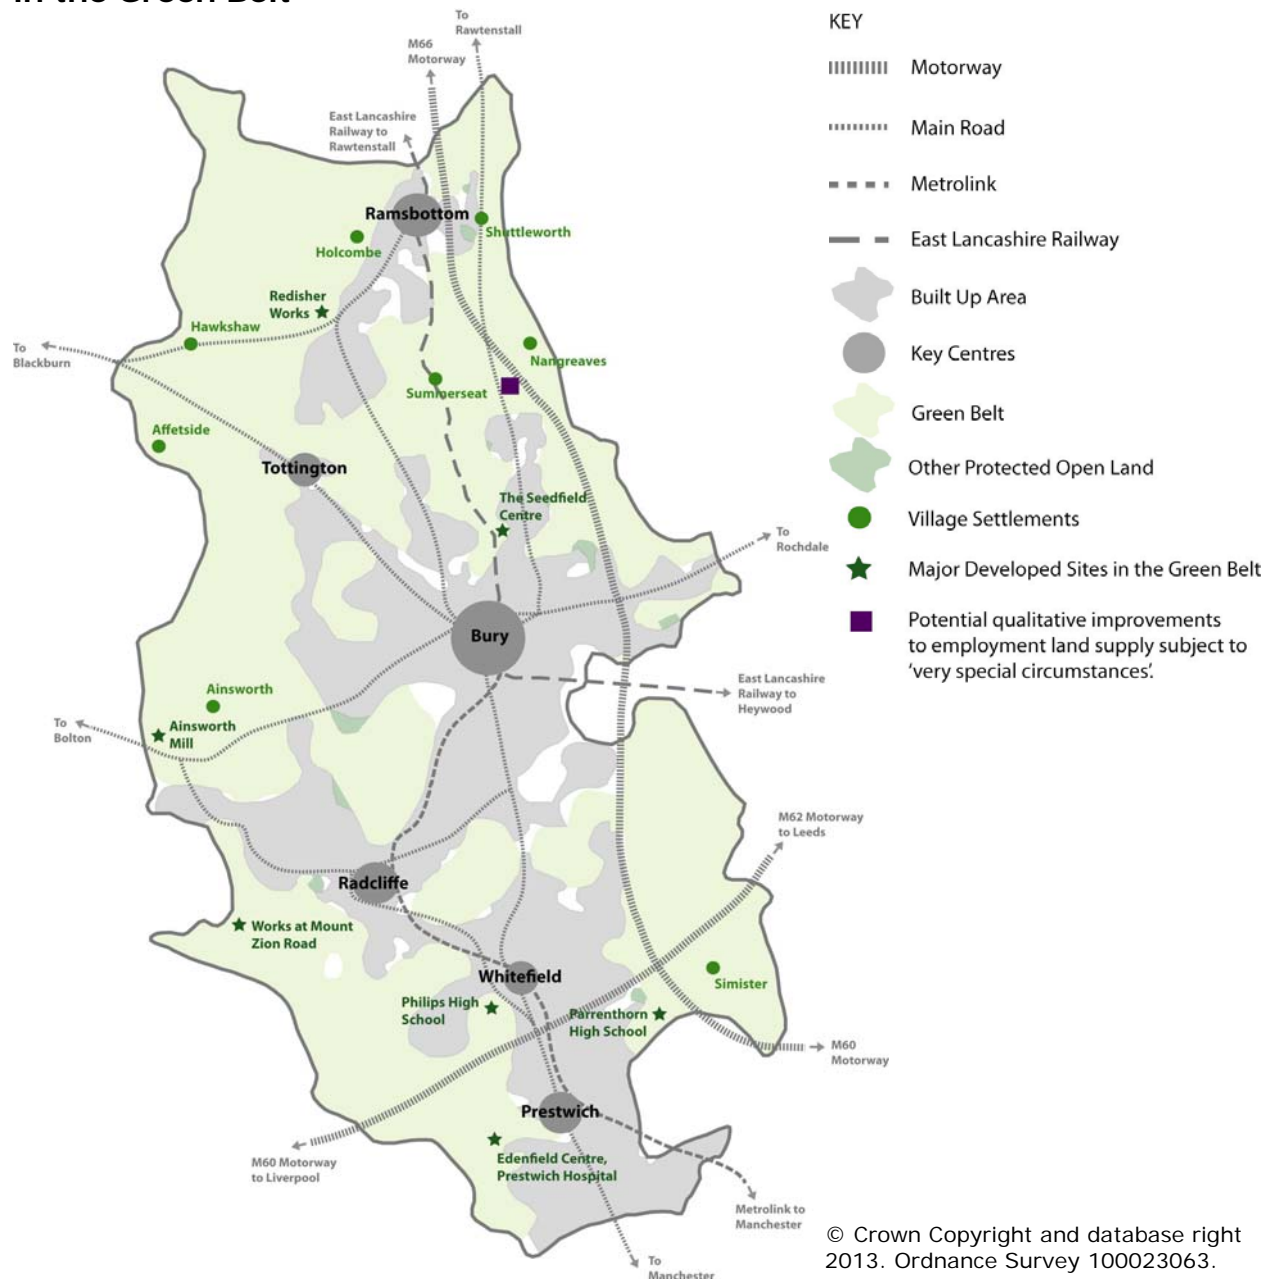 in the Green Belt
To
Rawtenstall
M66
Motorway
East Lancashire
Railway to
Rawtenstall
Ramsbottom
Shuttleworth
Holcombe
Redisher
Works
Hawkshaw
To
Blackburn
Nangreaves
Summerseat
Affetside
Tottington
The Seedfield
Centre
To
Rochdale
Bury
East Lancashire
Railway to
Heywood
Ainsworth
Ainsworth
Mill
To
Bolton
M62 Motorway
to Leeds
Radcliffe
Works at Mount
Zion Road
Whitefield
Simister
Philips High
School
Parrenthorn
High School
M60
Motorway
Prestwich
Edenfield Centre,
Prestwich Hospital
M60 Motorway
to Liverpool
Metrolink to
Manchester
To
Manchester
KEY
Motorway
Main Road
Metrolink
East Lancashire Railway
Built Up Area
Key Centres
Green Belt
Other Protected Open Land
Village Settlements
Major Developed Sites in the Green Belt
Potential qualitative improvements
to employment land supply subject to
'very special circumstances'.
© Crown Copyright and database right
2013. Ordnance Survey 100023063.